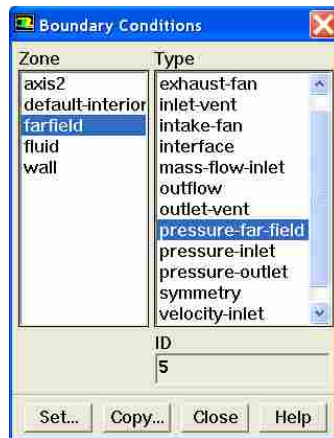 Boundary Conditions
Zone
Type
axis2
default-interior
farfield
fluid
wall
exhaust-fan
inlet-vent
intake-fan
interface
mass-flow-inlet
outflow
outlet-vent
pressure-far-field
pressure-inlet
pressure-outlet
symmetry
velocity-inlet
ID
5
Set...
Copy...
Close
Help